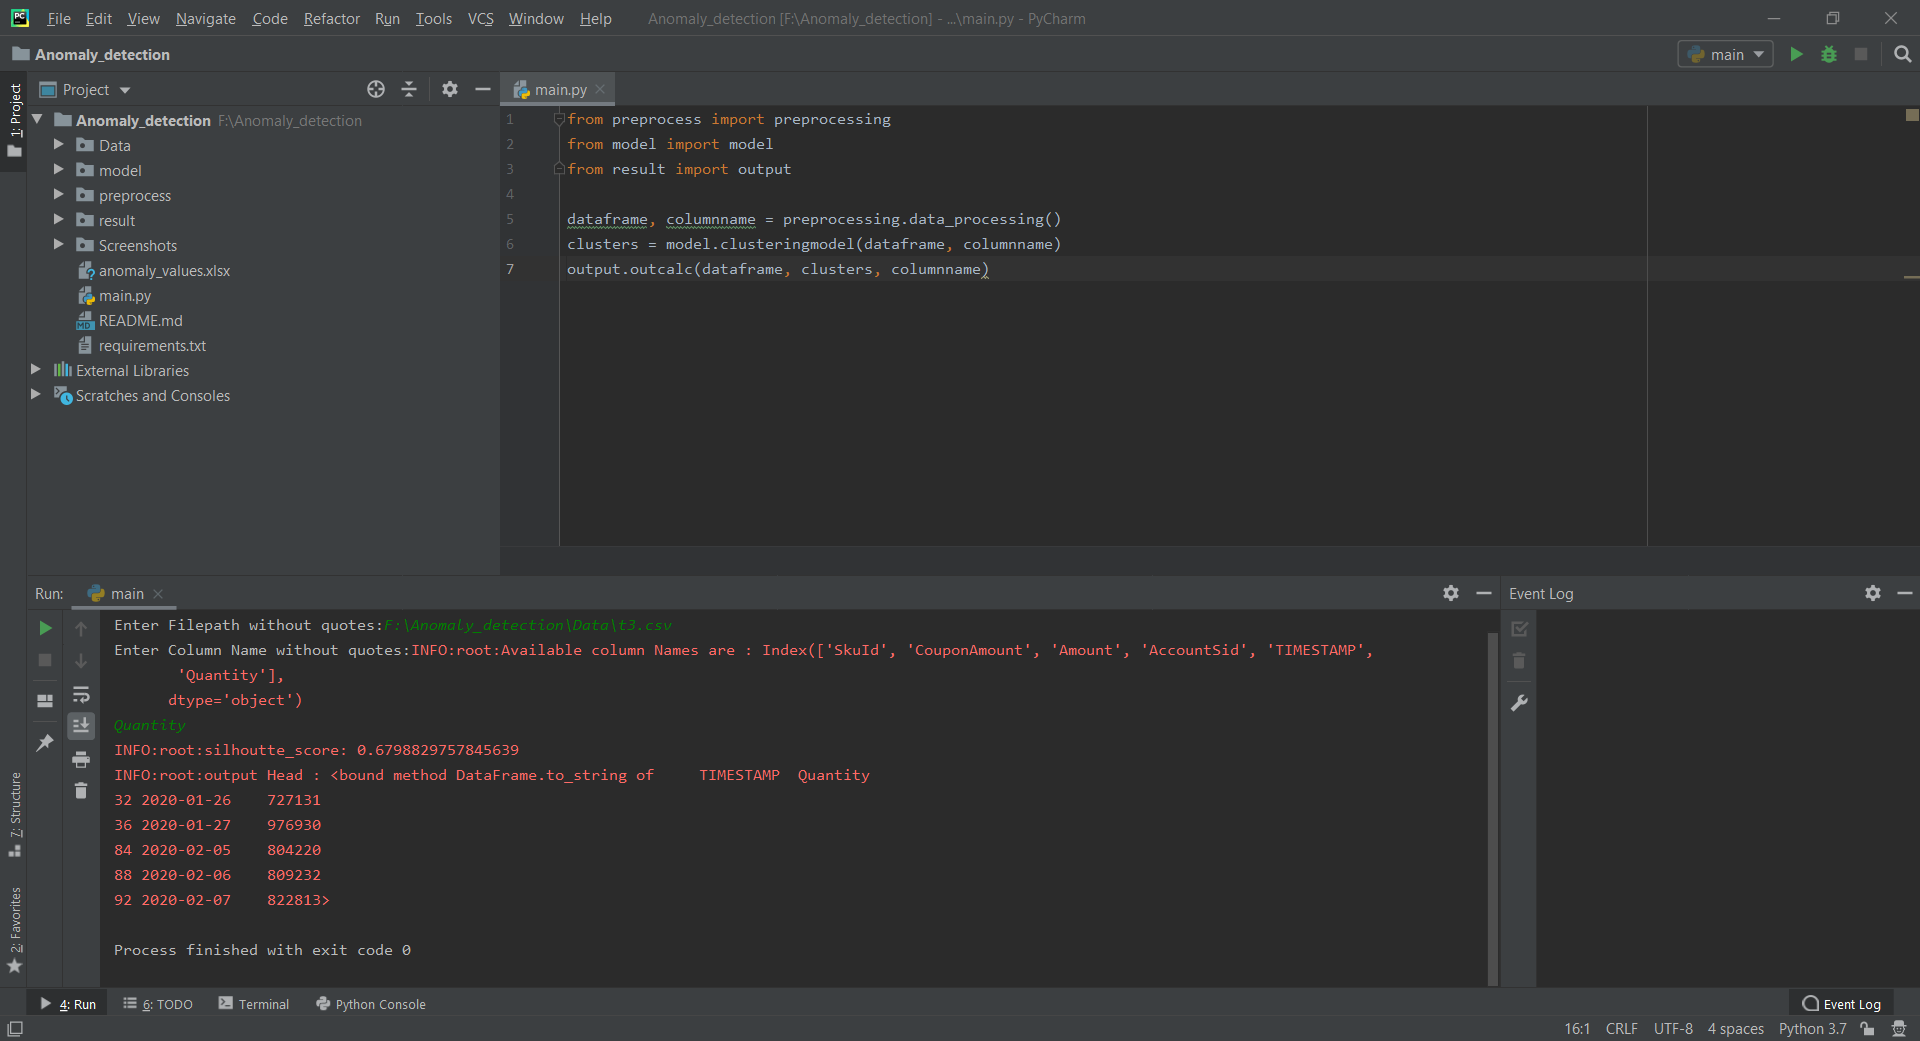 File Edit View Navigate Code Refactor Run Tools VCS Window Help Anomaly_detection [F:\Anomaly_detection] - ...\main.py - PyCharm
Anomaly_detection
main
1: Project
Project
main.py
Anomaly_detection F:\Anomaly_detection
Data
model
preprocess
result
Screenshots
anomaly_values.xlsx
main.py
README.md
requirements.txt
External Libraries
Scratches and Consoles
1 from preprocess import preprocessing
2 from model import model
3 from result import output
4
5 dataframe, columnname = preprocessing.data_processing()
6 clusters = model.clusteringmodel(dataframe, columnname)
7 output.outcalc(dataframe, clusters, columnname)
Run: main
Event Log
Enter Filepath without quotes:F:\Anomaly_detection\Data\t3.csv
Enter Column Name without quotes:INFO:root:Available column Names are : Index(['SkuId', 'CouponAmount', 'Amount', 'AccountSid', 'TIMESTAMP',
'Quantity'],
dtype='object')
Quantity
INFO:root:silhoutte_score: 0.6798829757845639
INFO:root:output Head : <bound method DataFrame.to_string of TIMESTAMP Quantity
32 2020-01-26 727131
36 2020-01-27 976930
84 2020-02-05 804220
88 2020-02-06 809232
92 2020-02-07 822813>
Process finished with exit code 0
7: Structure
2: Favorites
4: Run 6: TODO Terminal Python Console
Event Log
16:1 CRLF UTF-8 4 spaces Python 3.7